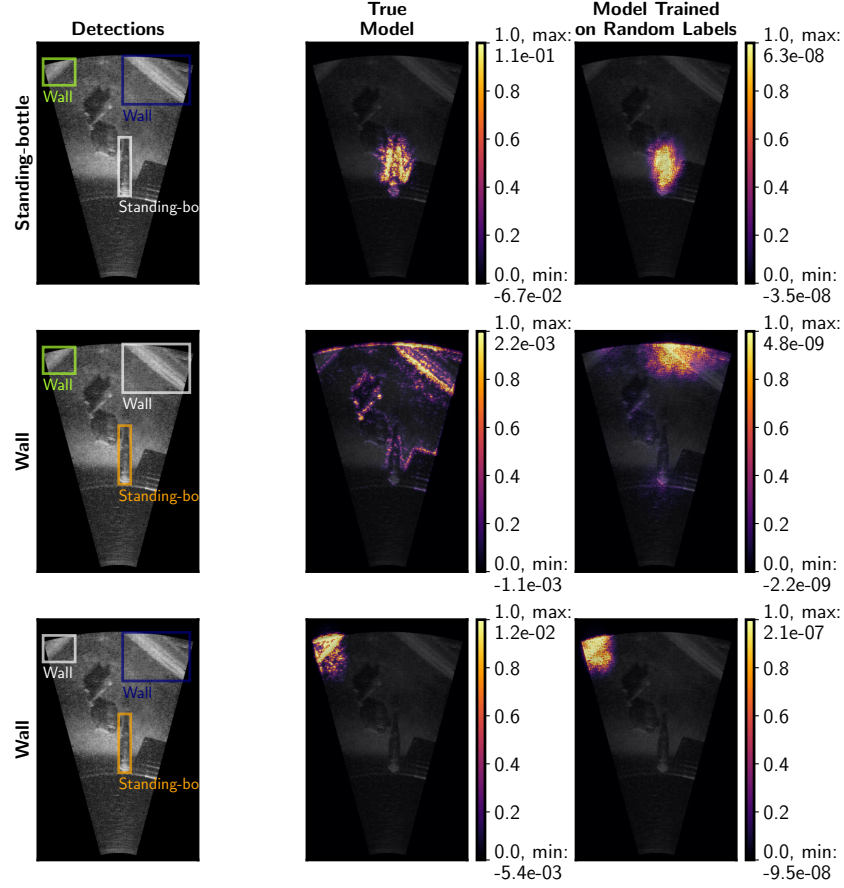 Detections
True
Model
Model Trained
on Random Labels
Standing-bottle
Wall
Wall
Standing-bo
1.0, max:
1.1e-01
0.8
0.6
0.4
0.2
0.0, min:
-6.7e-02
1.0, max:
6.3e-08
0.8
0.6
0.4
0.2
0.0, min:
-3.5e-08
Wall
Wall
Wall
Standing-bo
1.0, max:
2.2e-03
0.8
0.6
0.4
0.2
0.0, min:
-1.1e-03
1.0, max:
4.8e-09
0.8
0.6
0.4
0.2
0.0, min:
-2.2e-09
Wall
Wall
Wall
Standing-bo
1.0, max:
1.2e-02
0.8
0.6
0.4
0.2
0.0, min:
-5.4e-03
1.0, max:
2.1e-07
0.8
0.6
0.4
0.2
0.0, min:
-9.5e-08